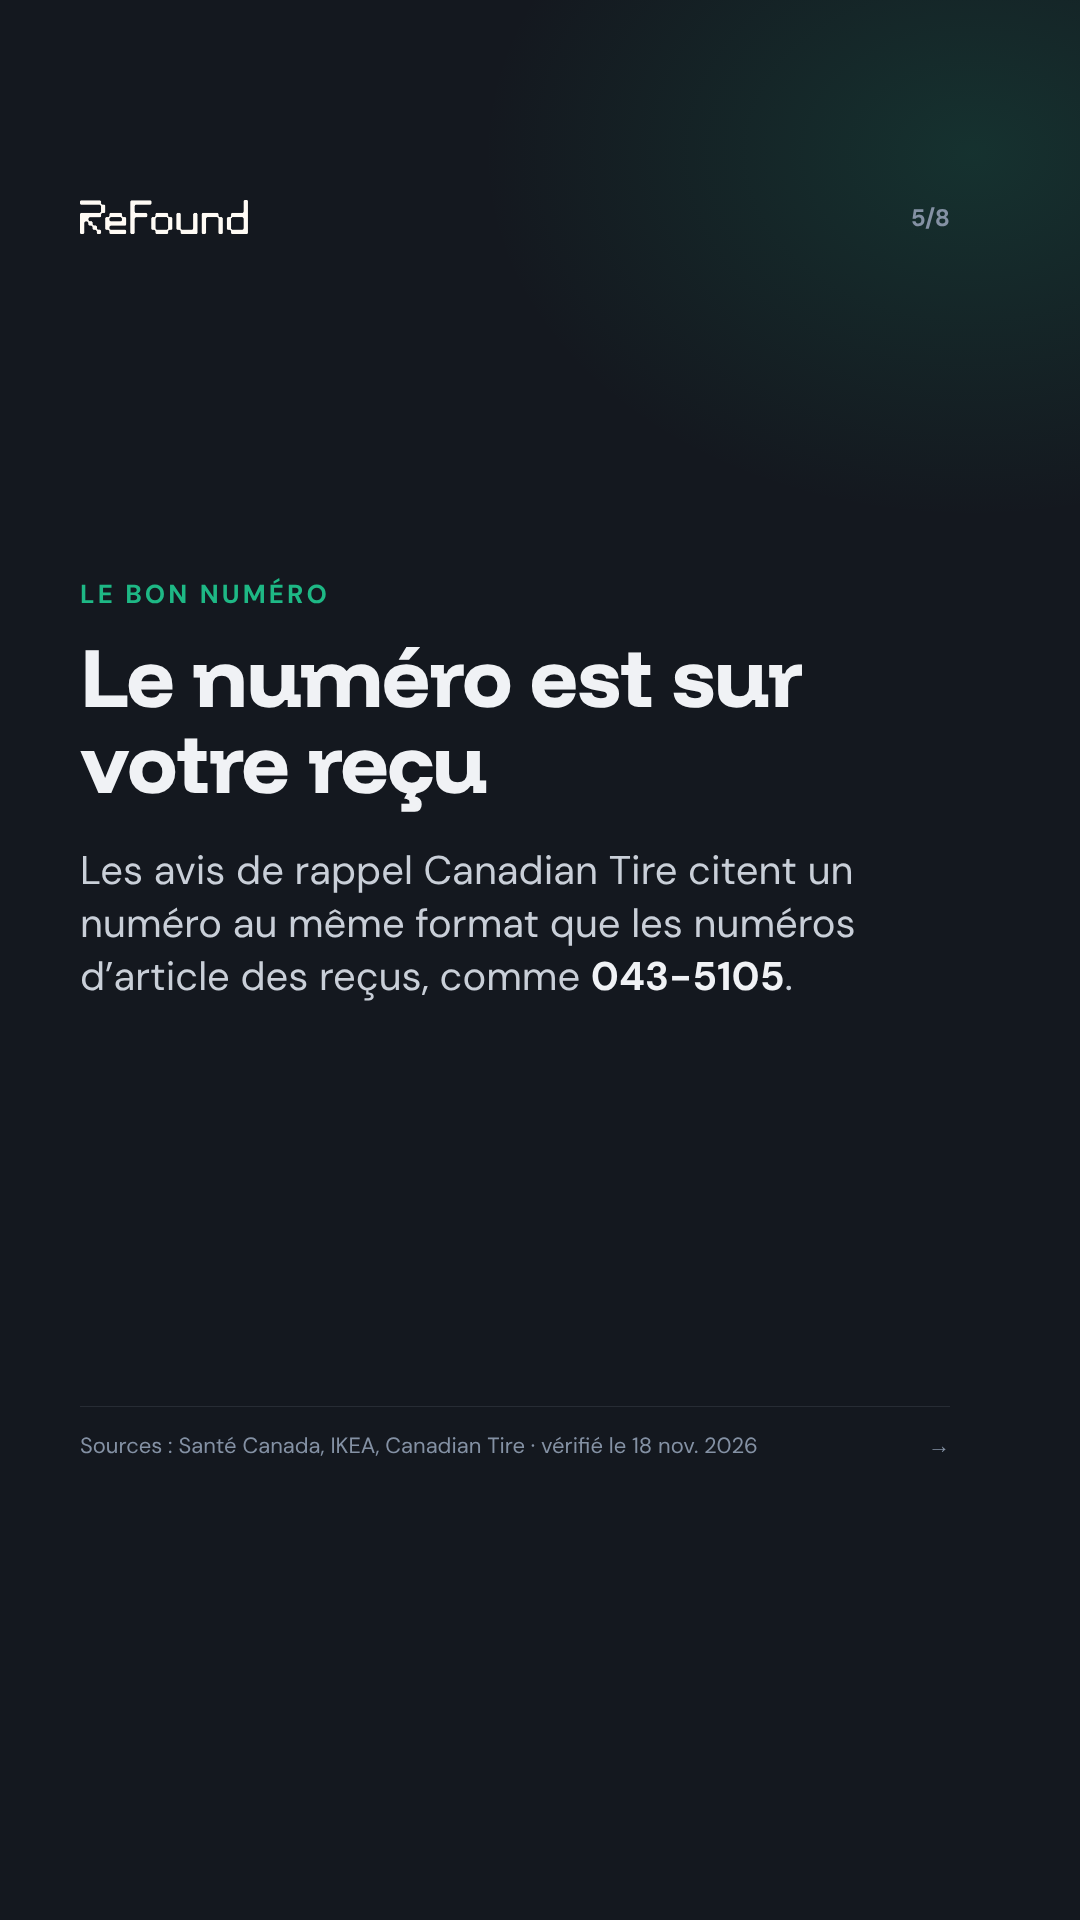 ReFound
5/8
LE BON NUMÉRO
Le numéro est sur
votre reçu
Les avis de rappel Canadian Tire citent un
numéro au même format que les numéros
d’article des reçus, comme 043-5105.
Sources : Santé Canada, IKEA, Canadian Tire · vérifié le 18 nov. 2026 →